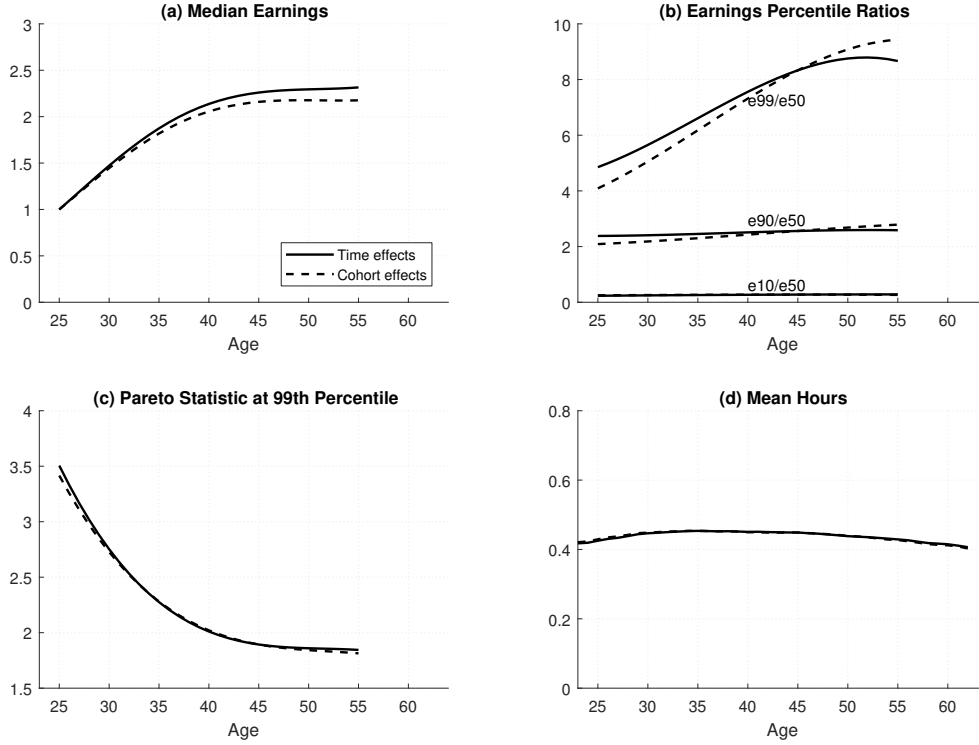 (a) Median Earnings
3
2.5
2
1.5
1
0.5
0
25 30 35 40 45 50 55 60
Age
Time effects
Cohort effects
(b) Earnings Percentile Ratios
10
8
6
4
2
0
e99/e50
e90/e50
e10/e50
25 30 35 40 45 50 55 60
Age
(c) Pareto Statistic at 99th Percentile
4
3.5
3
2.5
2
1.5
25 30 35 40 45 50 55 60
Age
(d) Mean Hours
0.8
0.6
0.4
0.2
0
25 30 35 40 45 50 55 60
Age